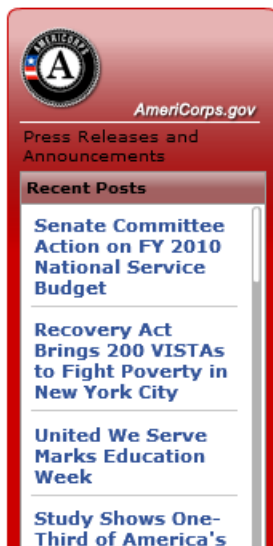 AMERICORPS
A
AmeriCorps.gov
Press Releases and
Announcements
Recent Posts
Senate Committee
Action on FY 2010
National Service
Budget
Recovery Act
Brings 200 VISTAs
to Fight Poverty in
New York City
United We Serve
Marks Education
Week
Study Shows One-
Third of America's